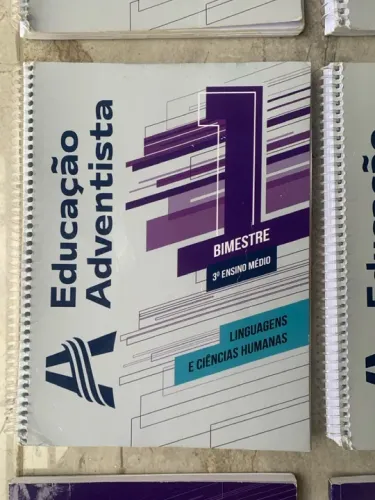 Educação
Adventista
1
BIMESTRE
3º ENSINO MÉDIO
LINGUAGENS
E CIÊNCIAS HUMANAS